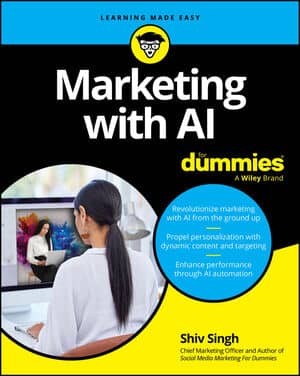 LEARNING MADE EASY
Marketing
with AI
for
dummies
A Wiley Brand
Revolutionize marketing
with AI from the ground up
Propel personalization with
dynamic content and targeting
Enhance performance
through AI automation
Shiv Singh
Chief Marketing Officer and Author of
Social Media Marketing For Dummies